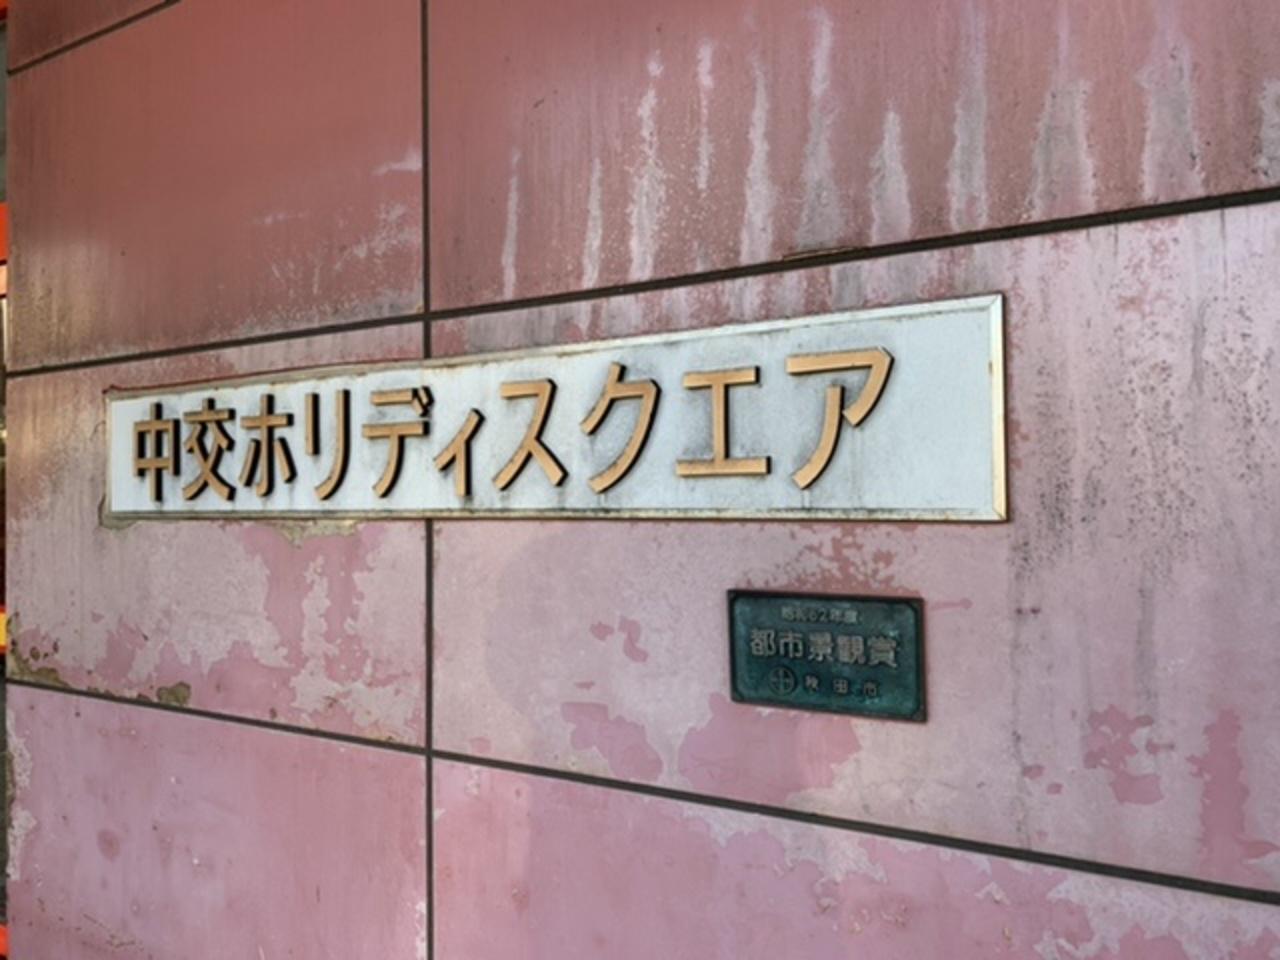 中交ホリディスクエア
昭和62年度
都市景観賞
秋田市